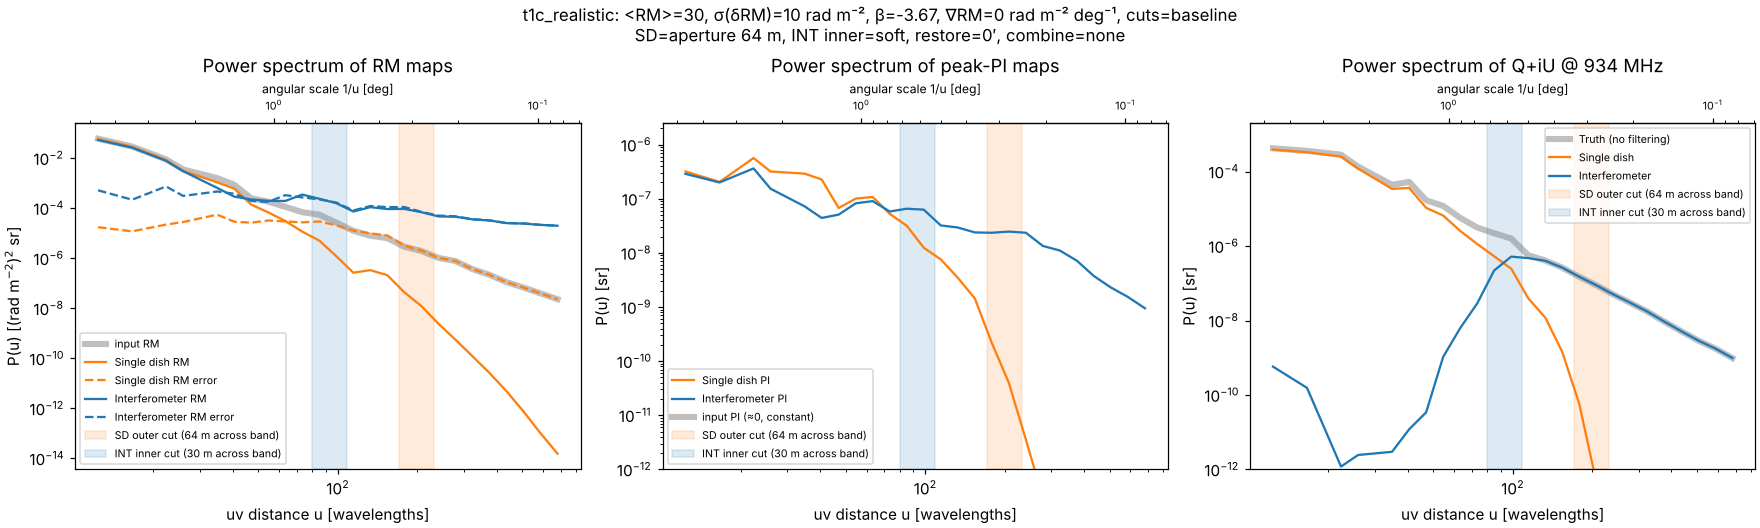 t1c_realistic: <RM>=30, σ(δRM)=10 rad m⁻², β=-3.67, ∇RM=0 rad m⁻² deg⁻¹, cuts=baseline
SD=aperture 64 m, INT inner=soft, restore=0′, combine=none
Power spectrum of RM maps
angular scale 1/u [deg]
10⁰ 10⁻¹
P(u) [(rad m⁻²)² sr]
10⁻²
10⁻⁴
10⁻⁶
10⁻⁸
10⁻¹⁰
10⁻¹²
10⁻¹⁴
input RM
Single dish RM
Single dish RM error
Interferometer RM
Interferometer RM error
SD outer cut (64 m across band)
INT inner cut (30 m across band)
10²
uv distance u [wavelengths]
Power spectrum of peak-PI maps
angular scale 1/u [deg]
10⁰ 10⁻¹
P(u) [sr]
10⁻⁶
10⁻⁷
10⁻⁸
10⁻⁹
10⁻¹⁰
10⁻¹¹
10⁻¹²
Single dish PI
Interferometer PI
input PI (≈0, constant)
SD outer cut (64 m across band)
INT inner cut (30 m across band)
10²
uv distance u [wavelengths]
Power spectrum of Q+iU @ 934 MHz
angular scale 1/u [deg]
10⁰ 10⁻¹
P(u) [sr]
10⁻⁴
10⁻⁶
10⁻⁸
10⁻¹⁰
10⁻¹²
Truth (no filtering)
Single dish
Interferometer
SD outer cut (64 m across band)
INT inner cut (30 m across band)
10²
uv distance u [wavelengths]